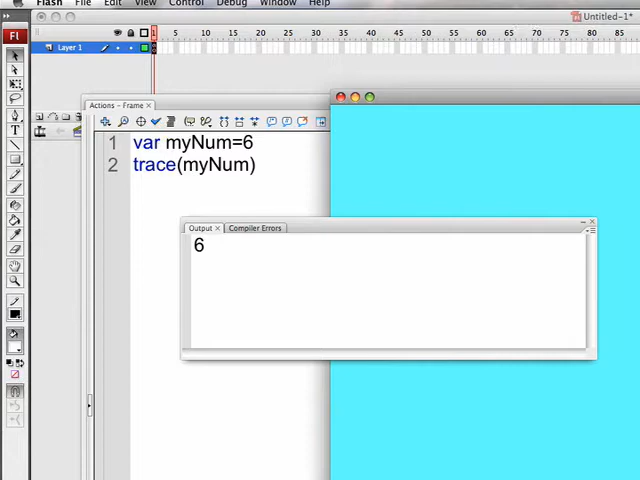 Flash File Edit View Control Debug Window Help
Untitled-1*
1 5 10 15 20 25 30 35 40 45 50 55 60 65 70 75 80 85
Layer 1
Fl
Actions - Frame
1 var myNum=6
2 trace(myNum)
Output Compiler Errors
6
T